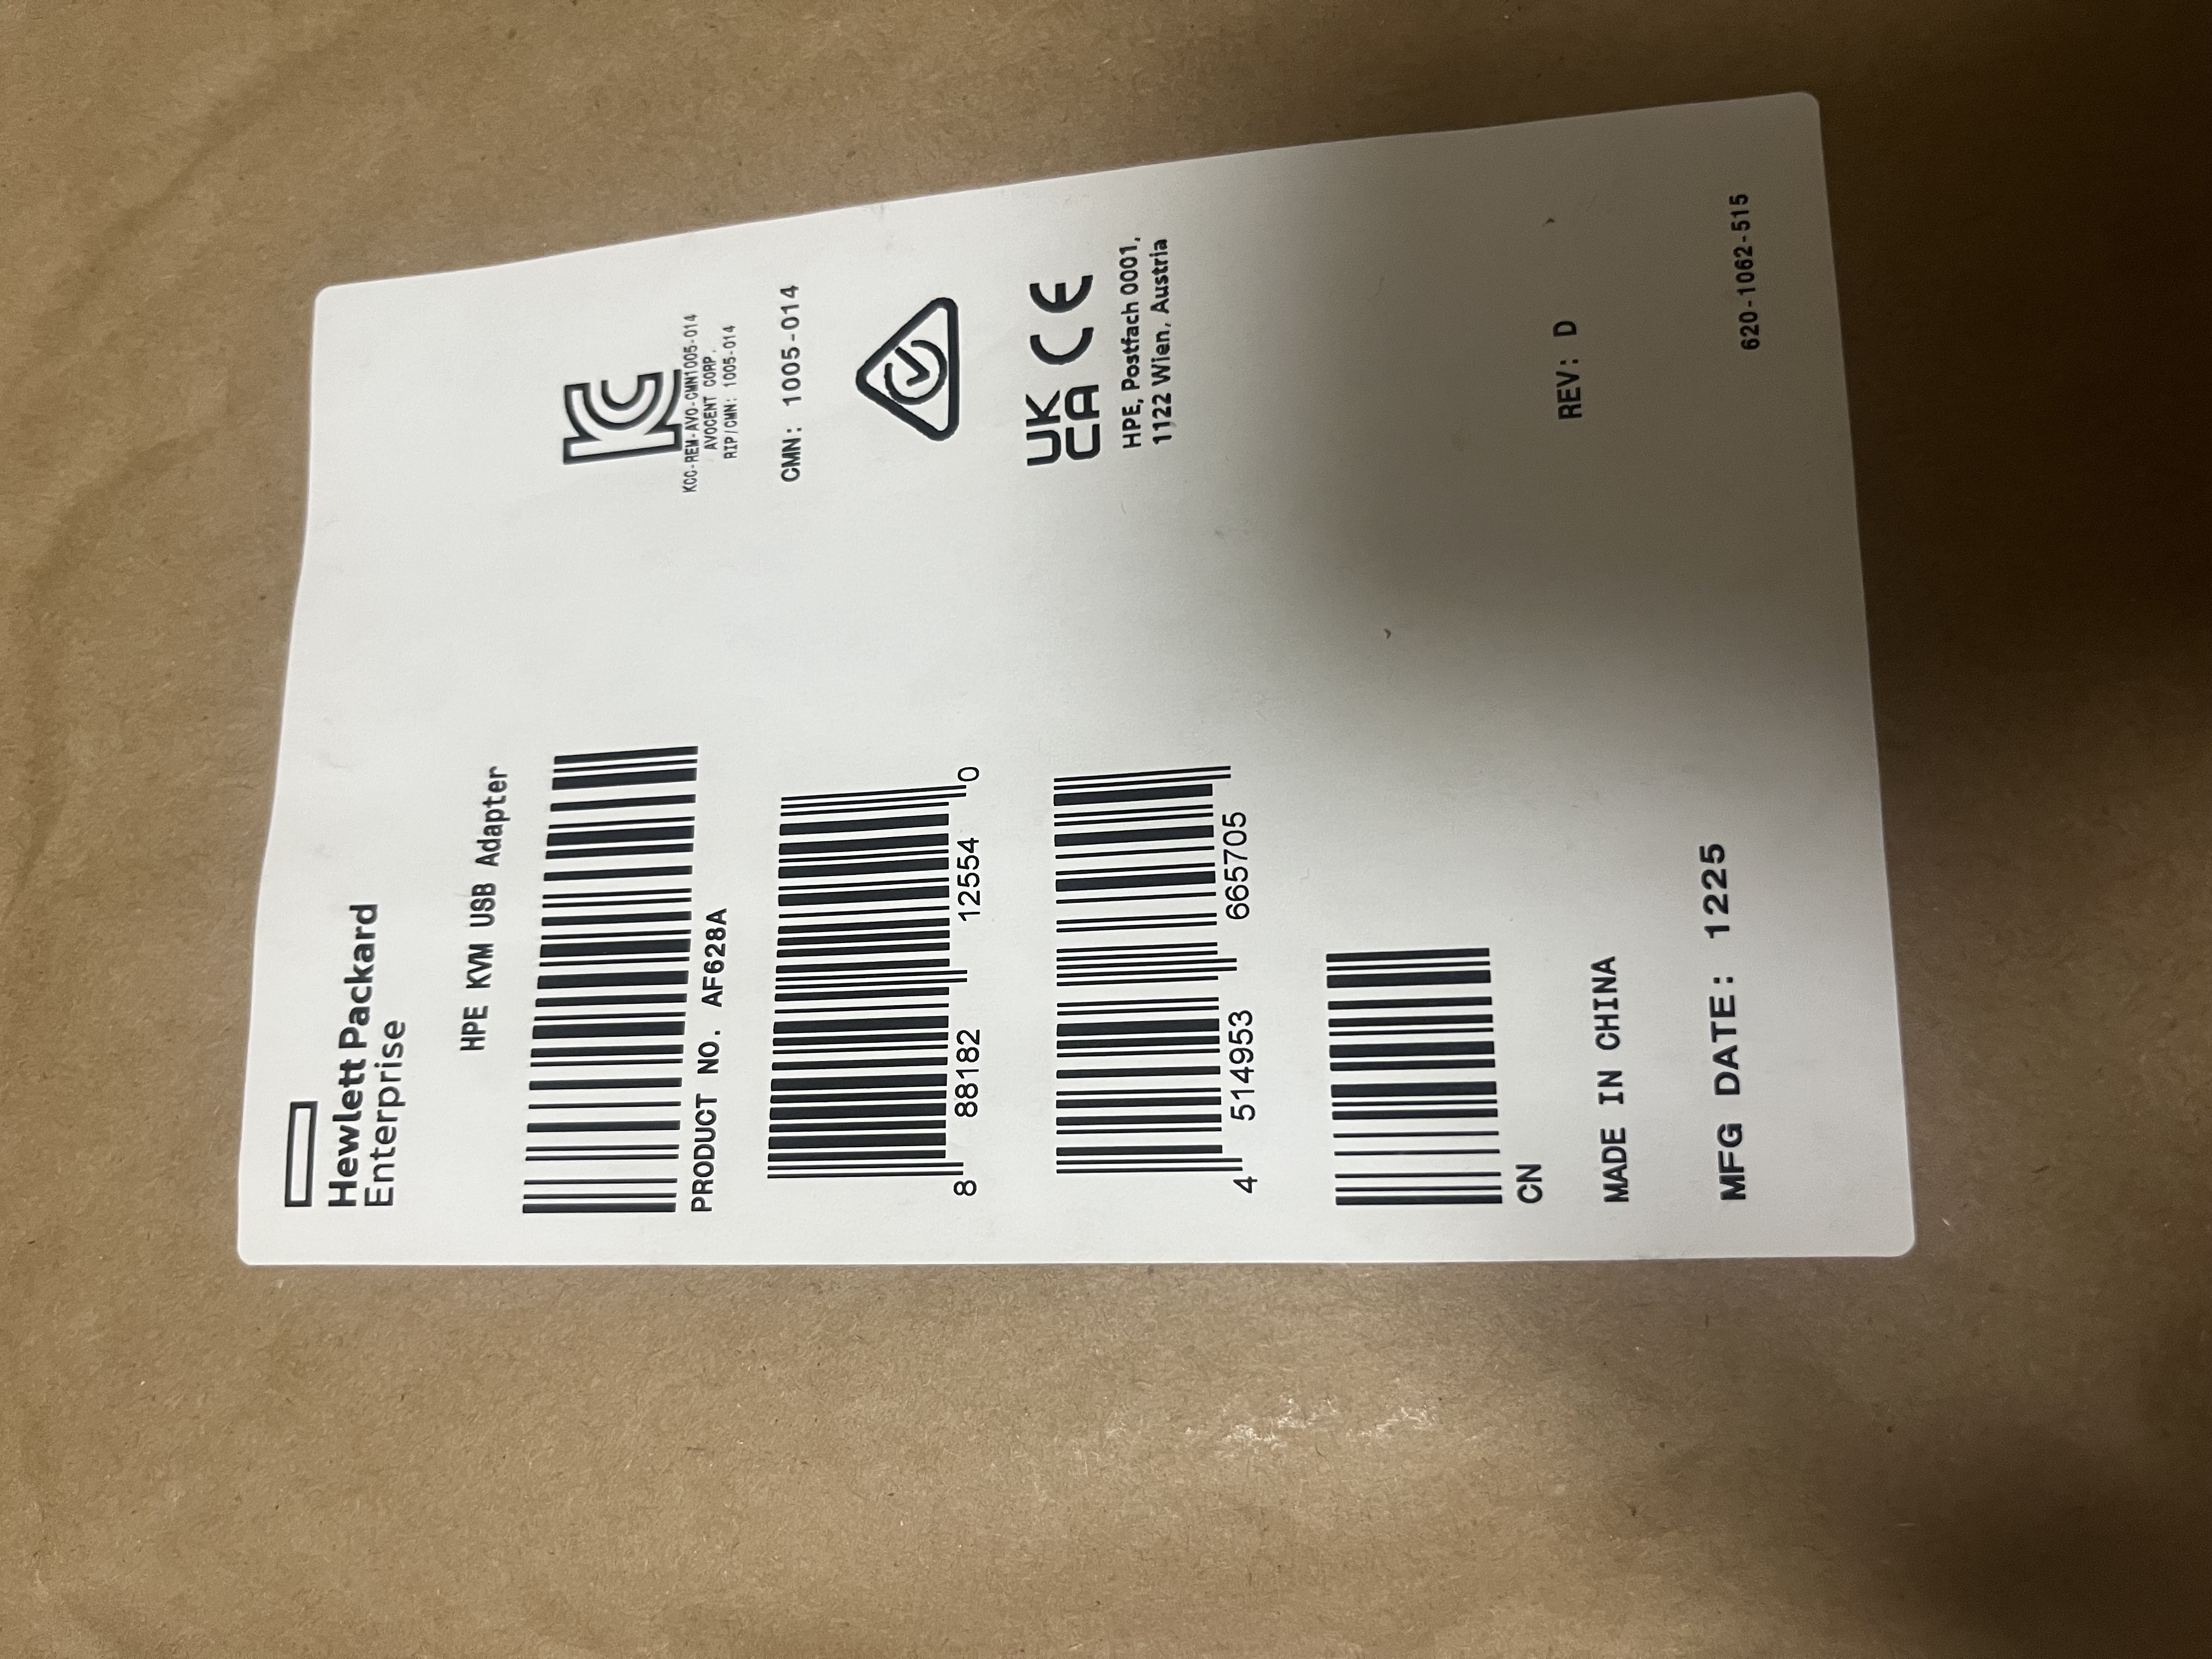 Hewlett Packard
Enterprise
HPE KVM USB Adapter
PRODUCT NO. AF628A
8 88182 12554 0
4 514953 665705
CN
MADE IN CHINA
MFG DATE: 1225
KC
KCC-REM-AVO-CMN1005-014
AVOCENT CORP.
RIP/CMN: 1005-014
CMN: 1005-014
UK
CA CE
HPE, Postfach 0001,
1122 Wien, Austria
REV: D
620-1062-515